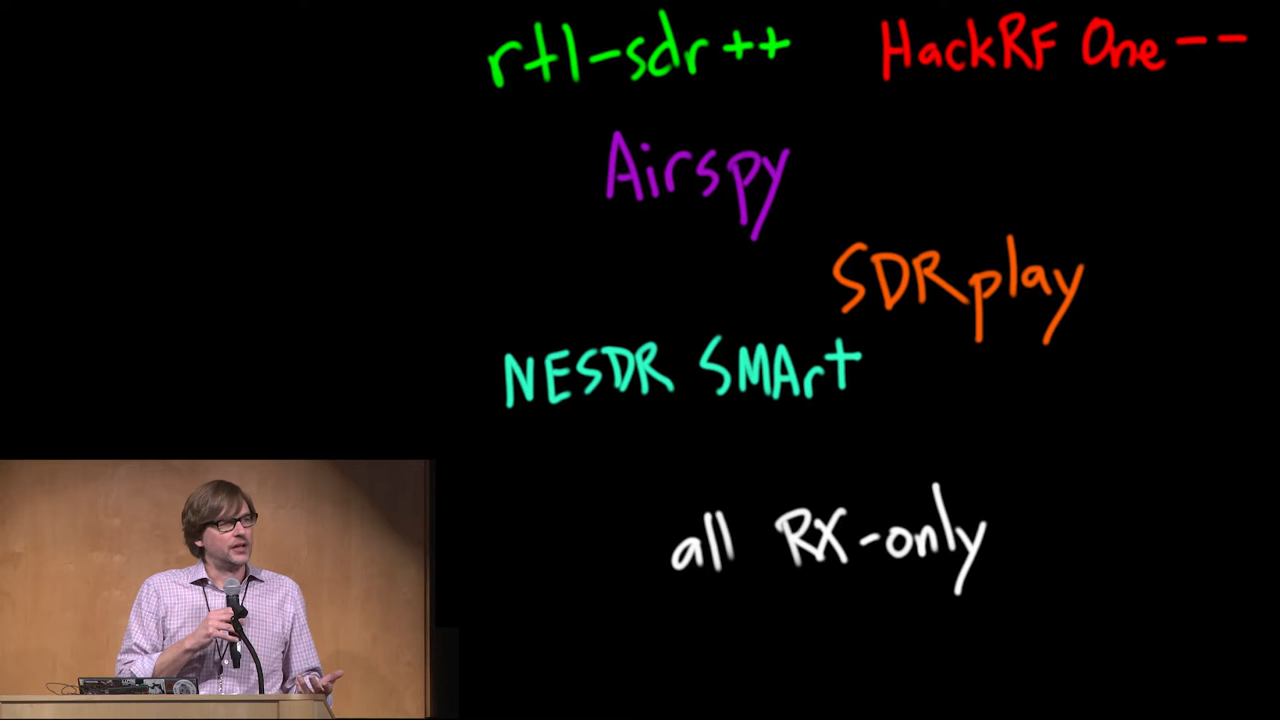 rtl-sdr++ HackRF One--
Airspy
SDRplay
NESDR SMArt
all RX-only